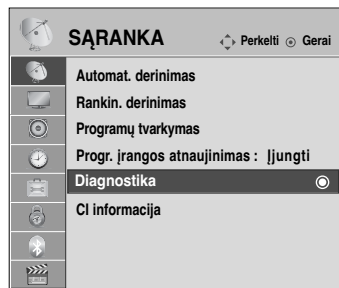 SĄRANKA
Perkelti
Gerai
Automat. derinimas
Rankin. derinimas
Programų tvarkymas
Progr. įrangos atnaujinimas : Įjungti
Diagnostika
CI informacija